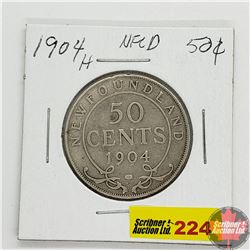 1904 H NFLD 50¢
NEWFOUNDLAND
50
CENTS
1904
H
Scribner Auction Ltd. 224